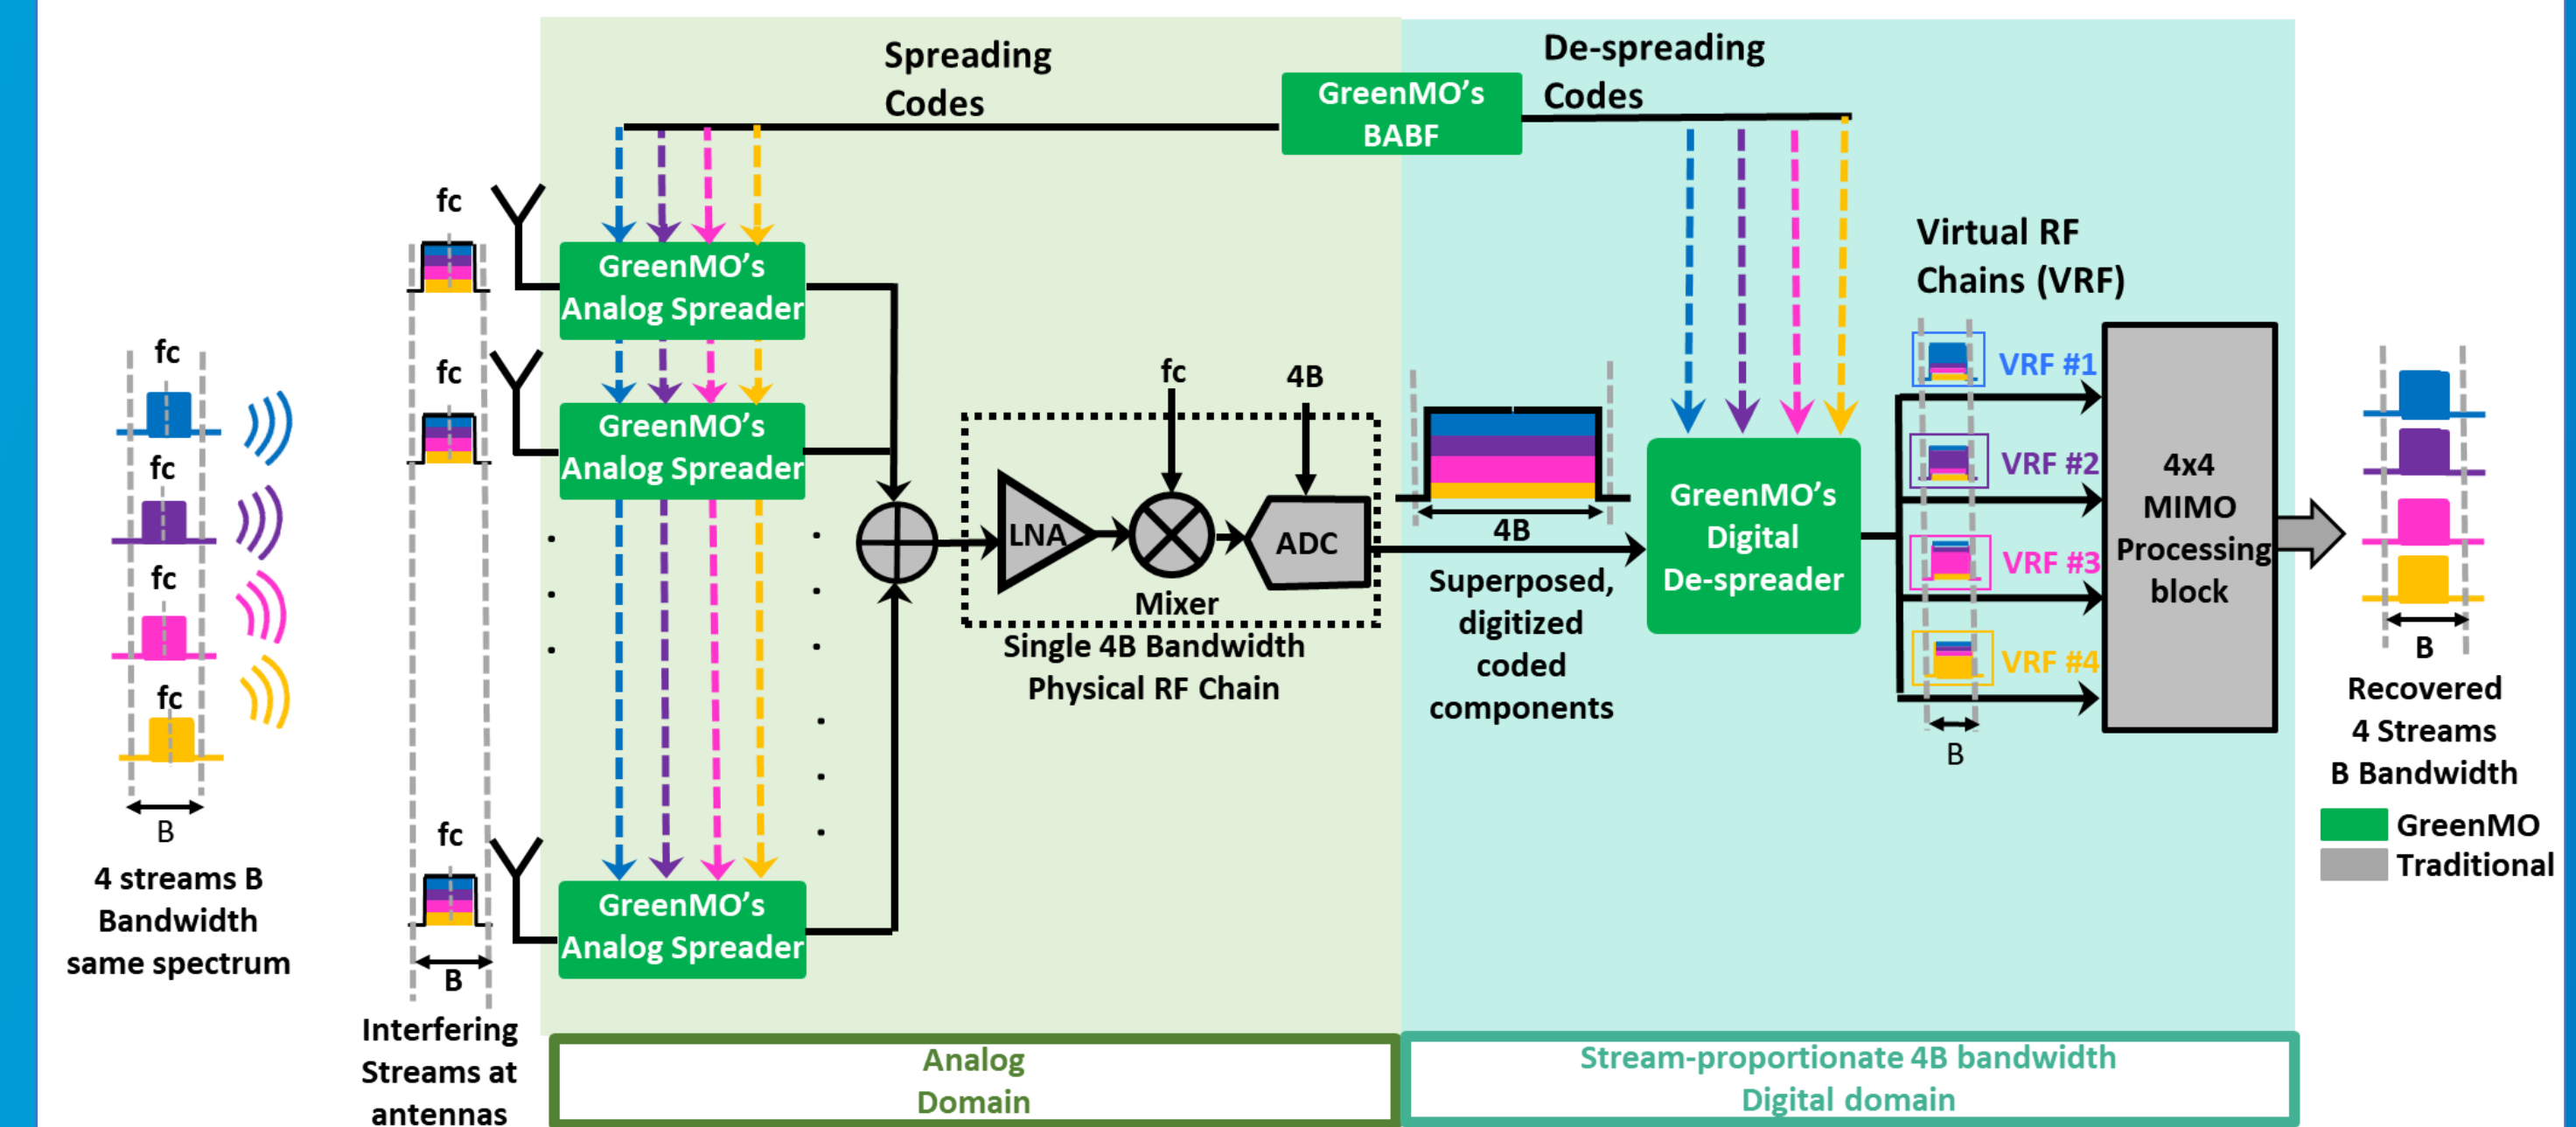 Spreading
Codes
GreenMO's
BABF
De-spreading
Codes
fc
GreenMO's
Analog Spreader
fc
GreenMO's
Analog Spreader
fc
GreenMO's
Analog Spreader
B
Interfering
Streams at
antennas
fc
fc
fc
fc
B
4 streams B
Bandwidth
same spectrum
fc
4B
LNA
Mixer
ADC
Single 4B Bandwidth
Physical RF Chain
4B
Superposed,
digitized
coded
components
GreenMO's
Digital
De-spreader
Virtual RF
Chains (VRF)
VRF #1
VRF #2
VRF #3
VRF #4
B
4x4
MIMO
Processing
block
B
Recovered
4 Streams
B Bandwidth
GreenMO
Traditional
Analog
Domain
Stream-proportionate 4B bandwidth
Digital domain